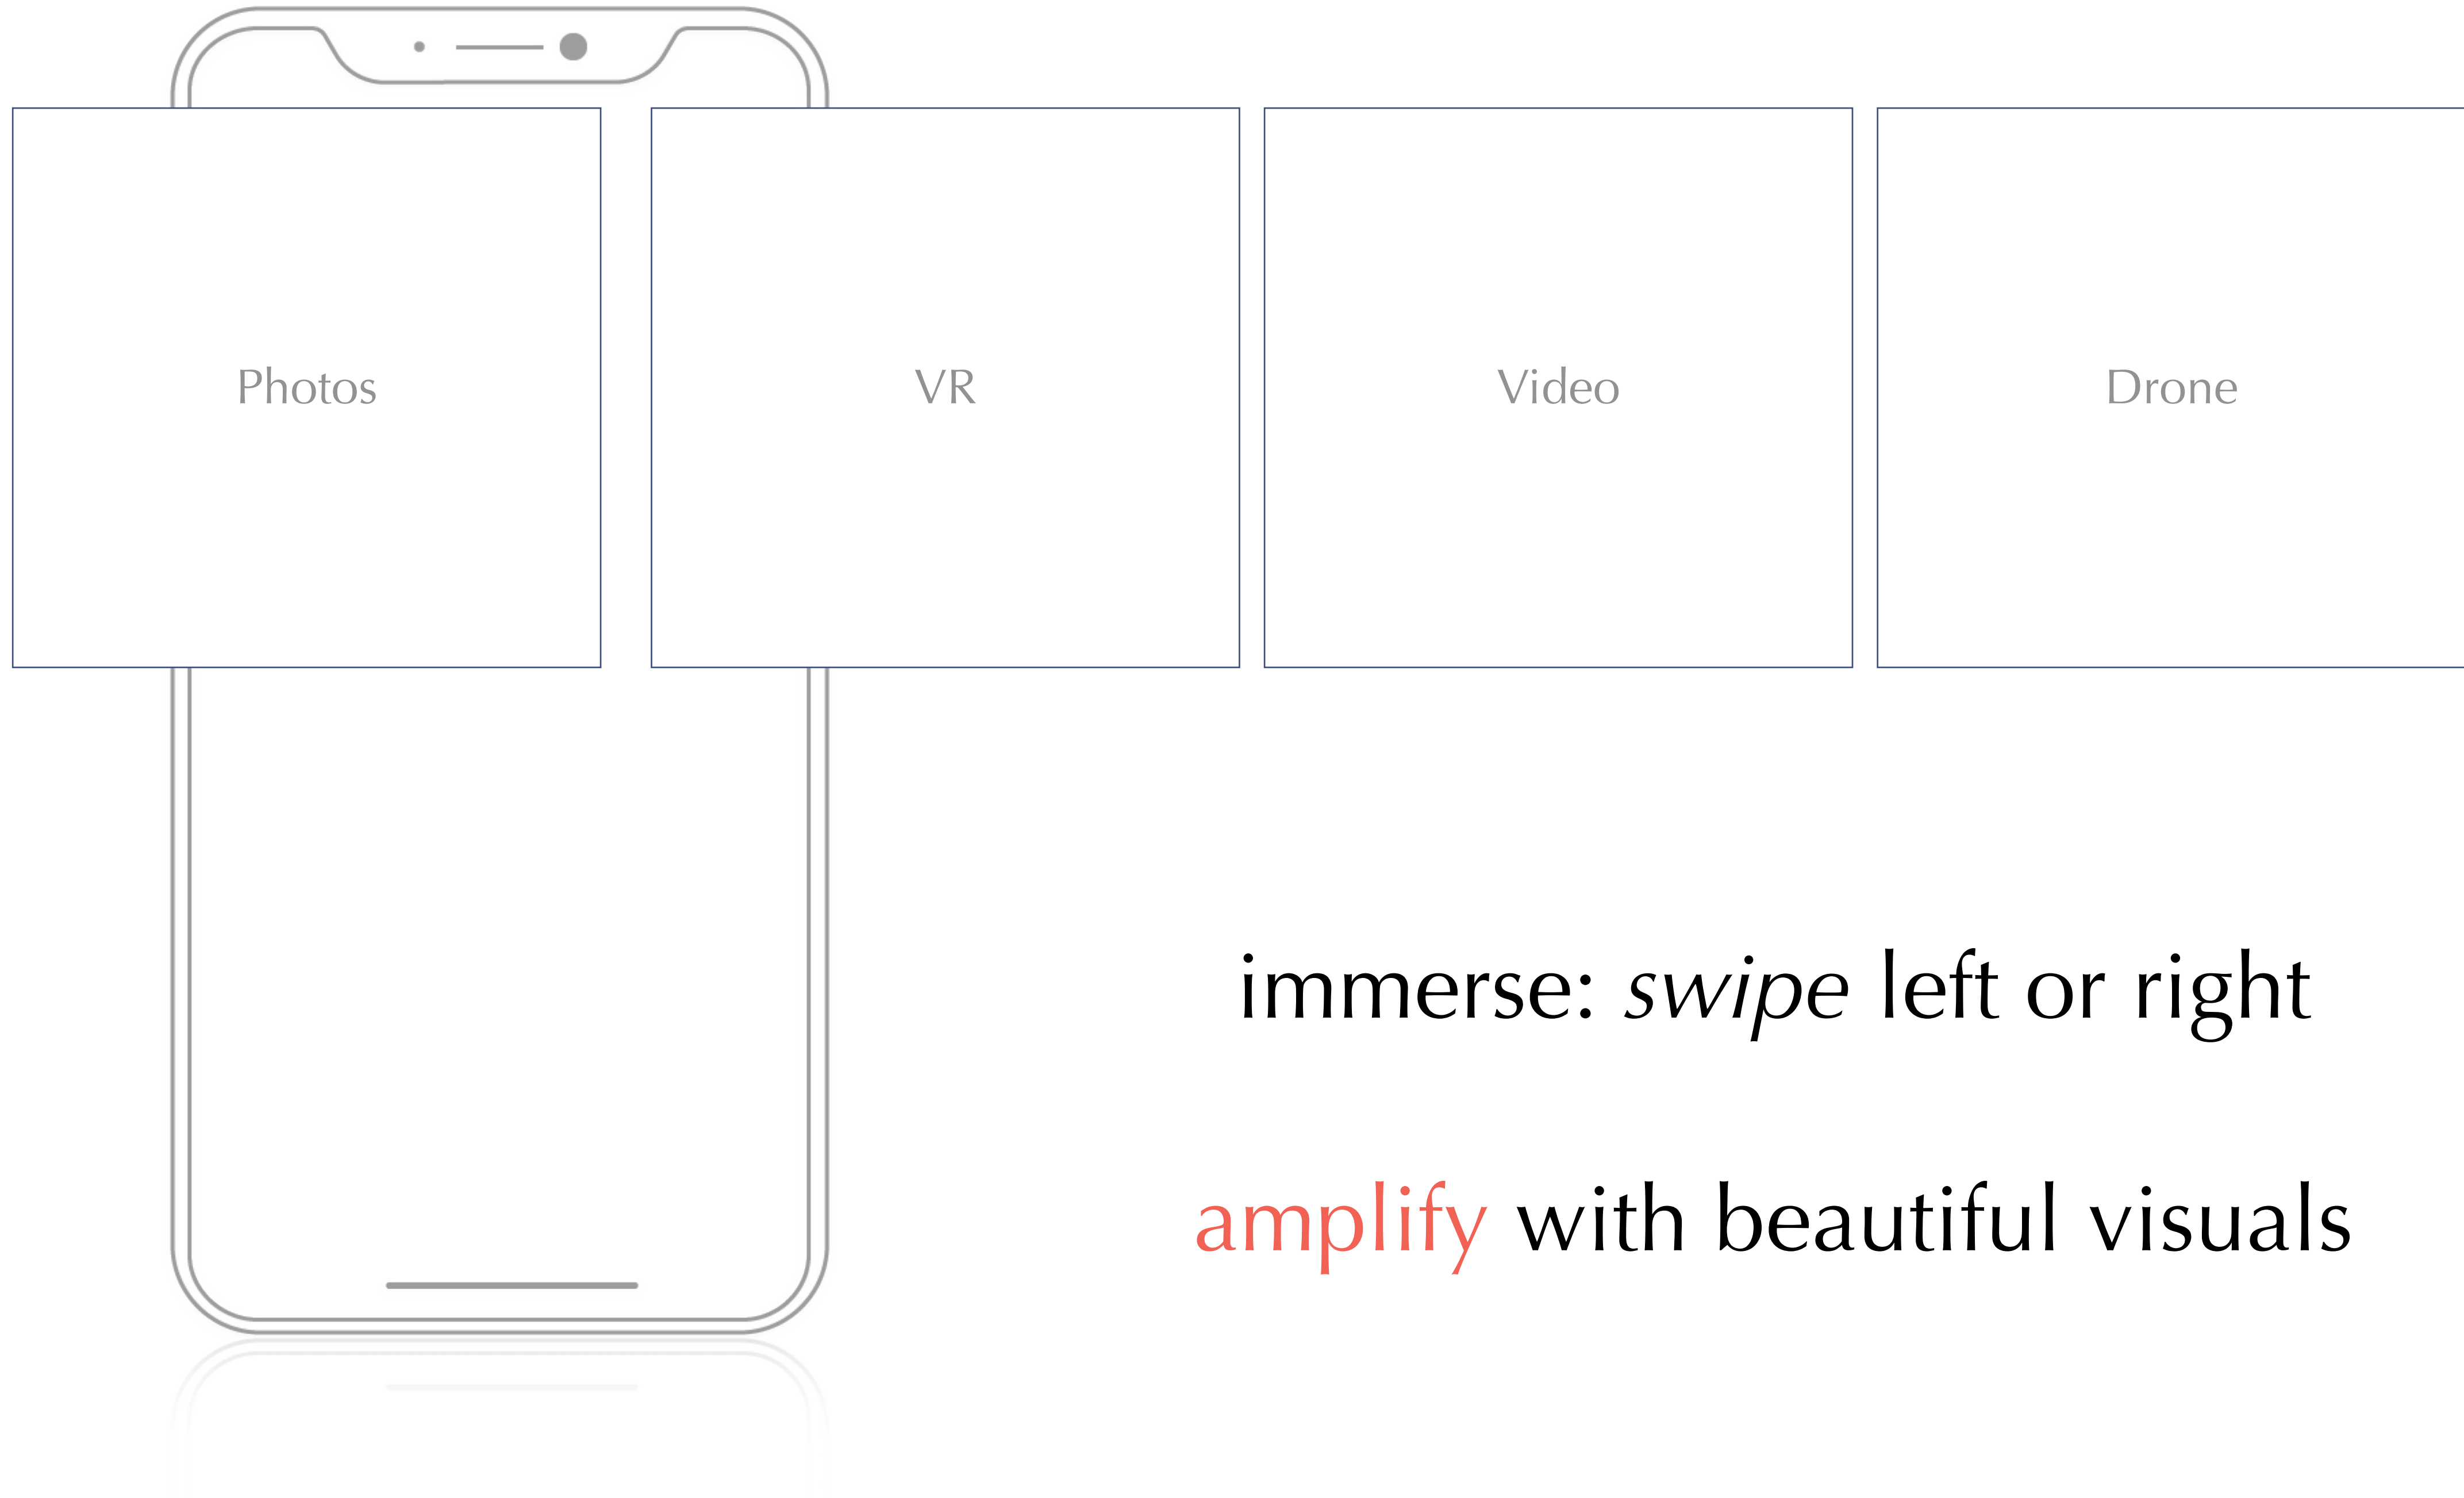 Photos
VR
Video
Drone
immerse: swipe left or right
amplify with beautiful visuals